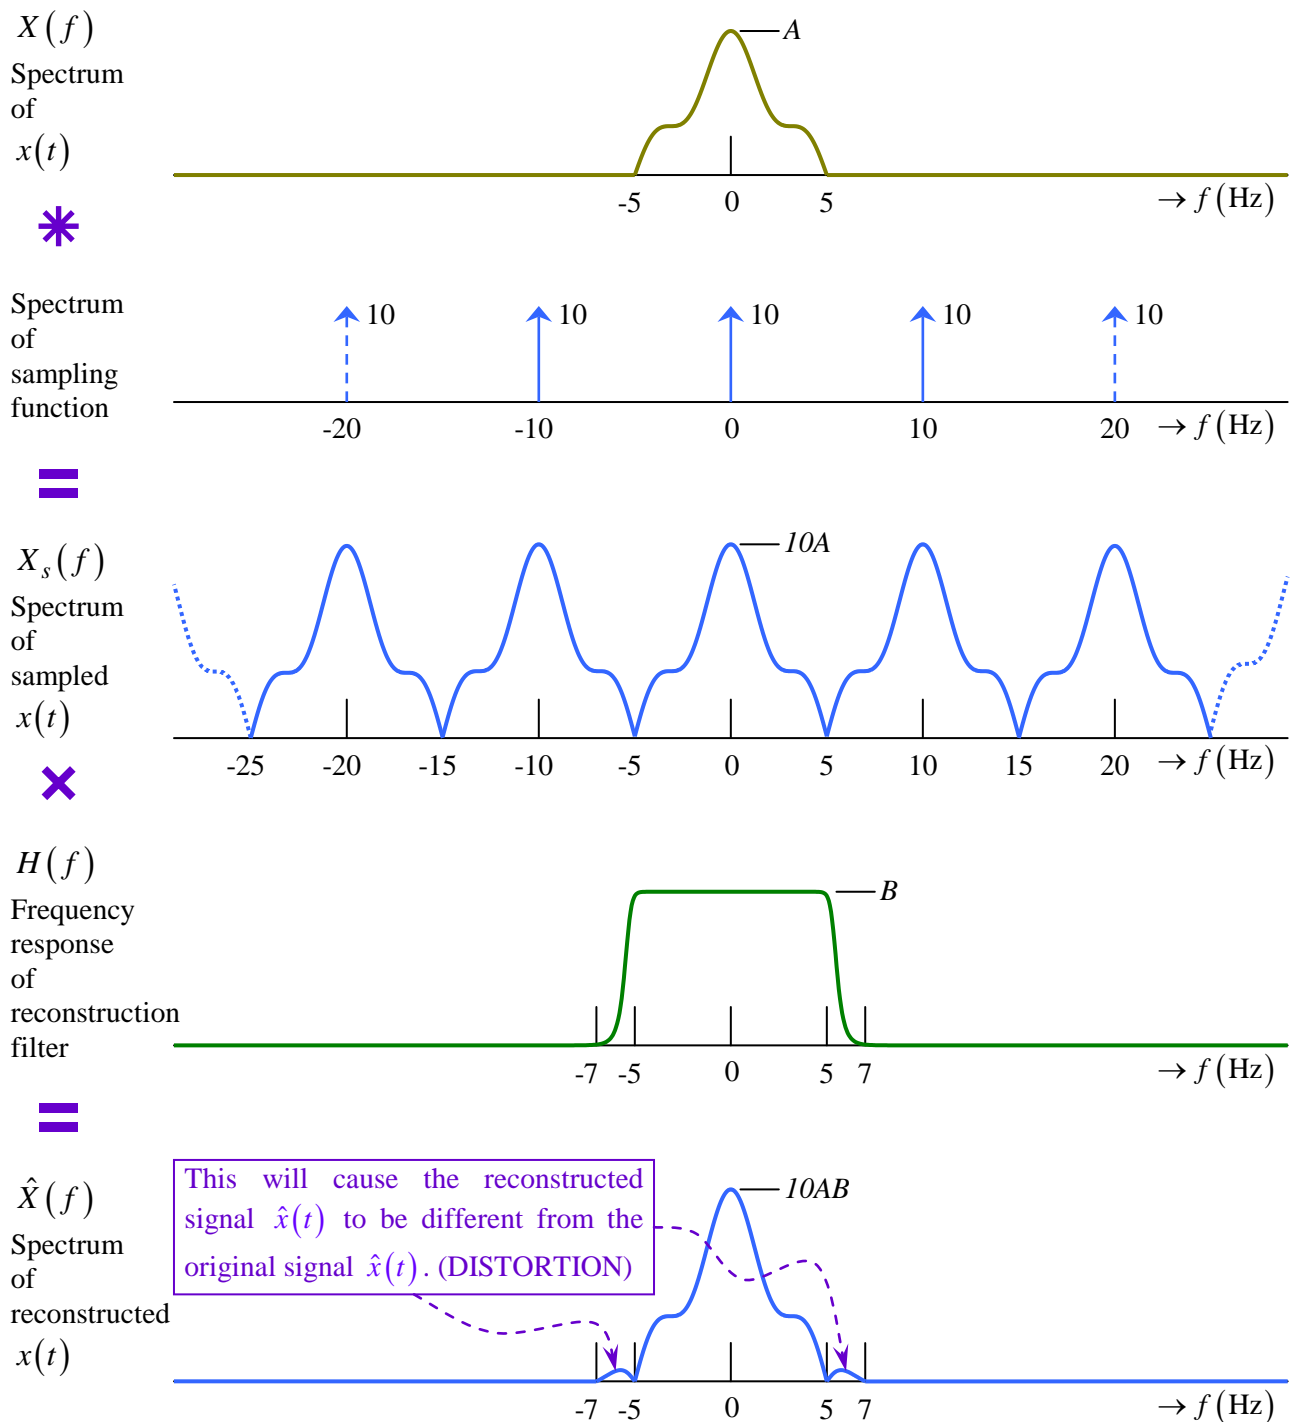 X(f)
Spectrum
of
x(t)
A
-5 0 5 → f(Hz)
Spectrum
of
sampling
function
10 10 10 10 10
-20 -10 0 10 20 → f(Hz)
X_s(f)
Spectrum
of
sampled
x(t)
10A
-25 -20 -15 -10 -5 0 5 10 15 20 → f(Hz)
H(f)
Frequency
response
of
reconstruction
filter
B
-7 -5 0 5 7 → f(Hz)
X̂(f)
Spectrum
of
reconstructed
x(t)
This will cause the reconstructed
signal x̂(t) to be different from the
original signal x̂(t). (DISTORTION)
10AB
-7 -5 0 5 7 → f(Hz)